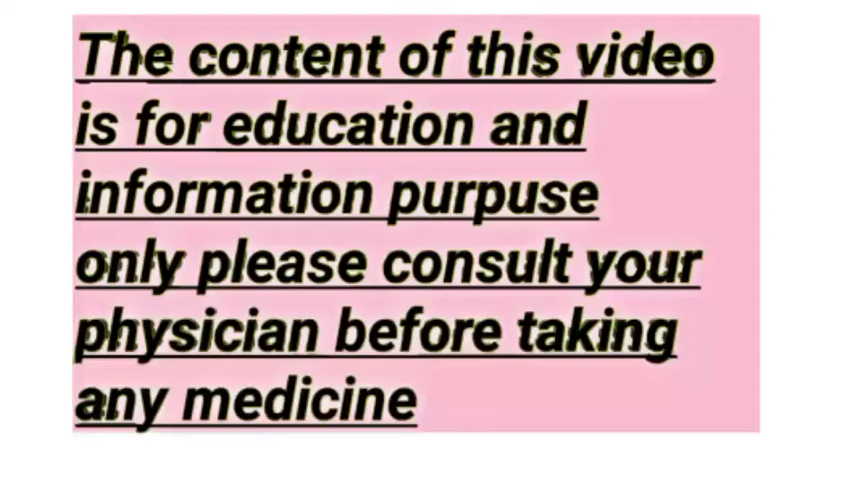 The content of this video
is for education and
information purpuse
only please consult your
physician before taking
any medicine